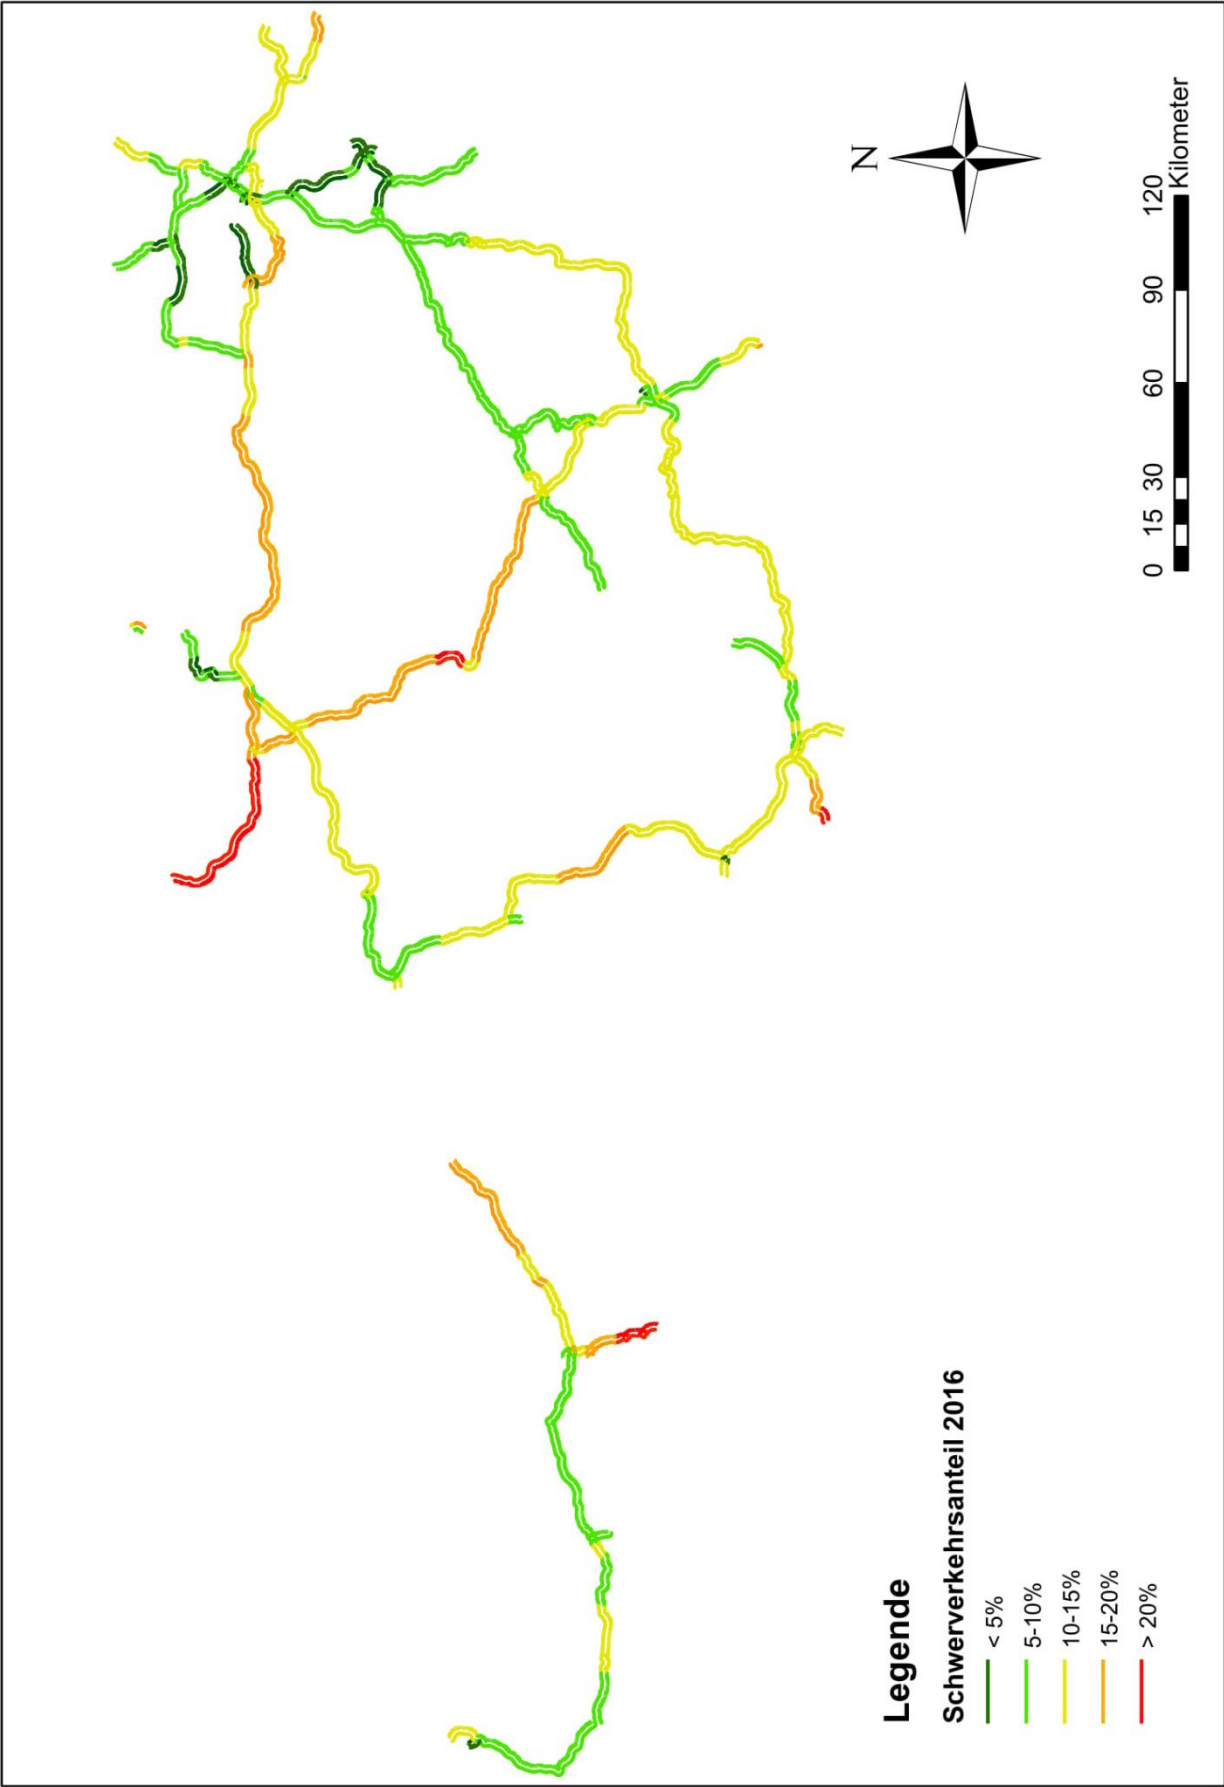 N
Legende
Schwerverkehrsanteil 2016
< 5%
5-10%
10-15%
15-20%
> 20%
0 15 30 60 90 120
Kilometer